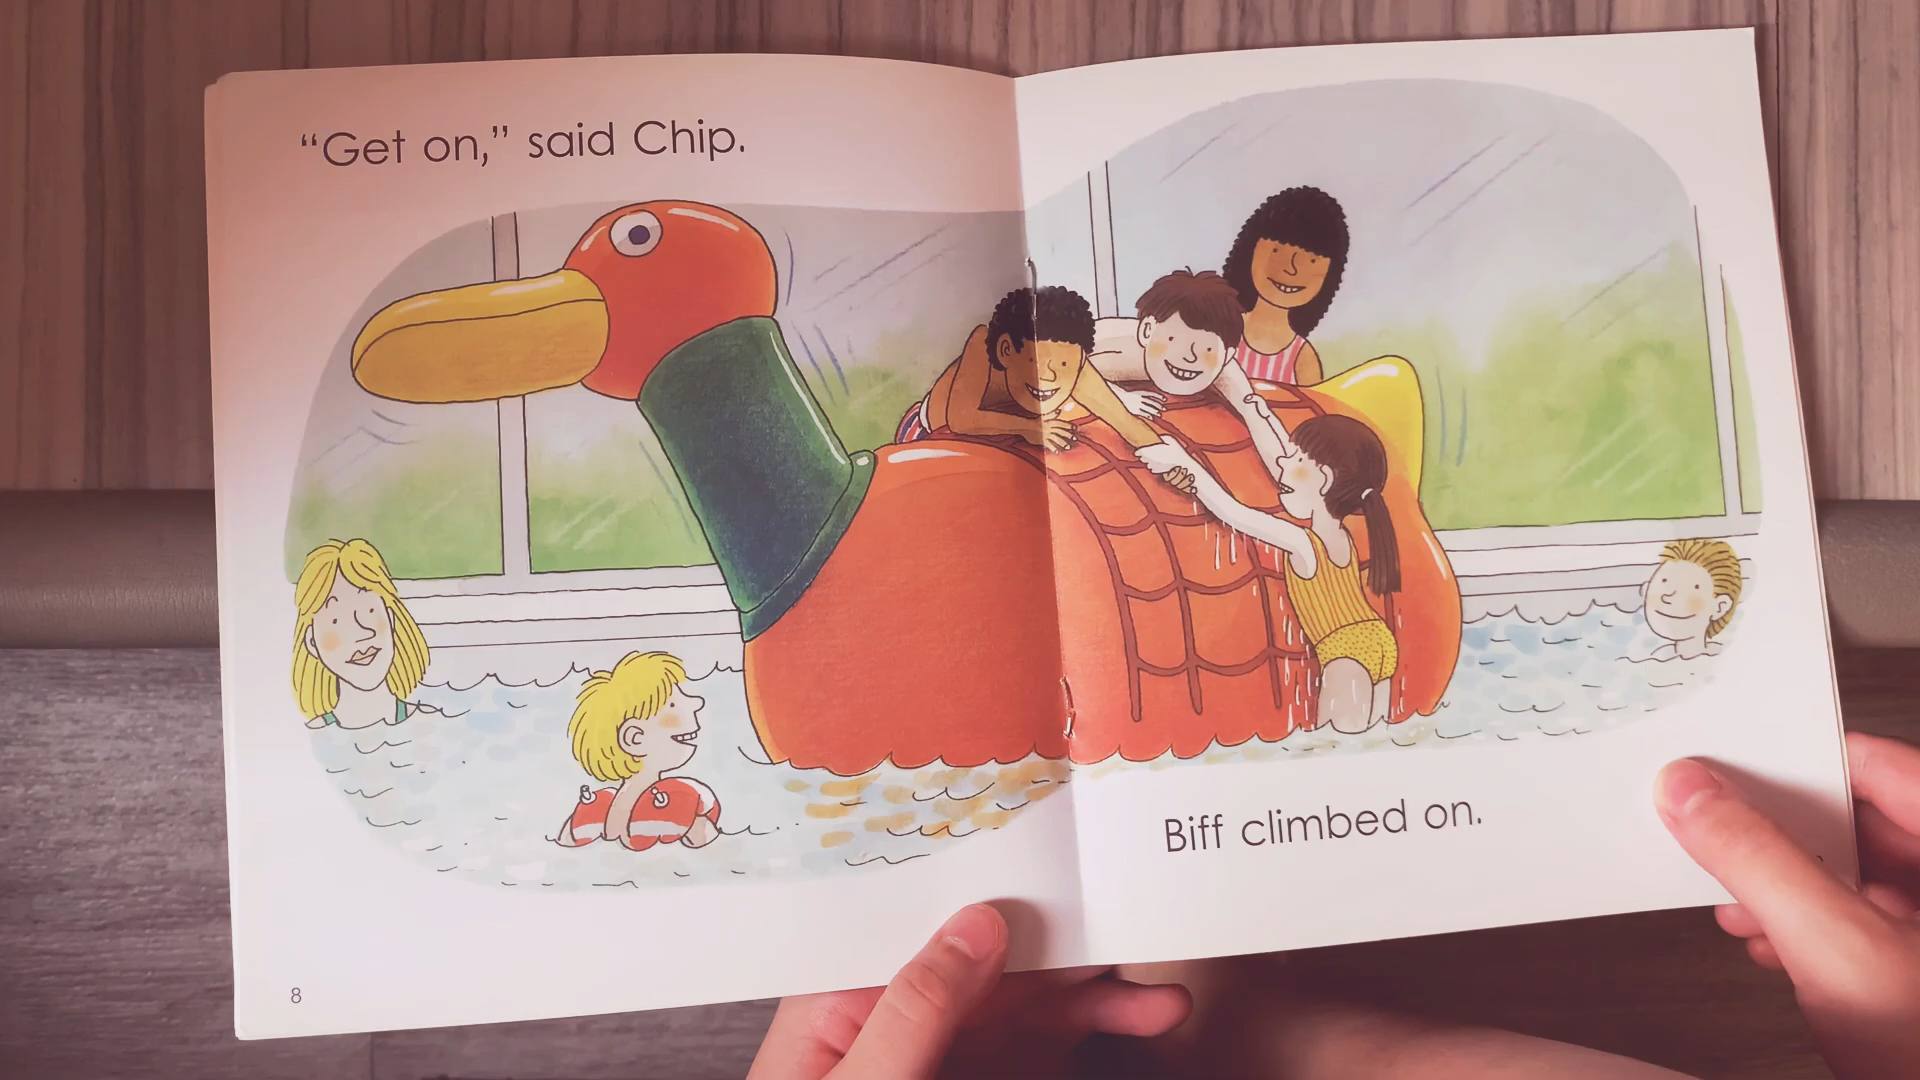 “Get on,” said Chip.
Biff climbed on.
8